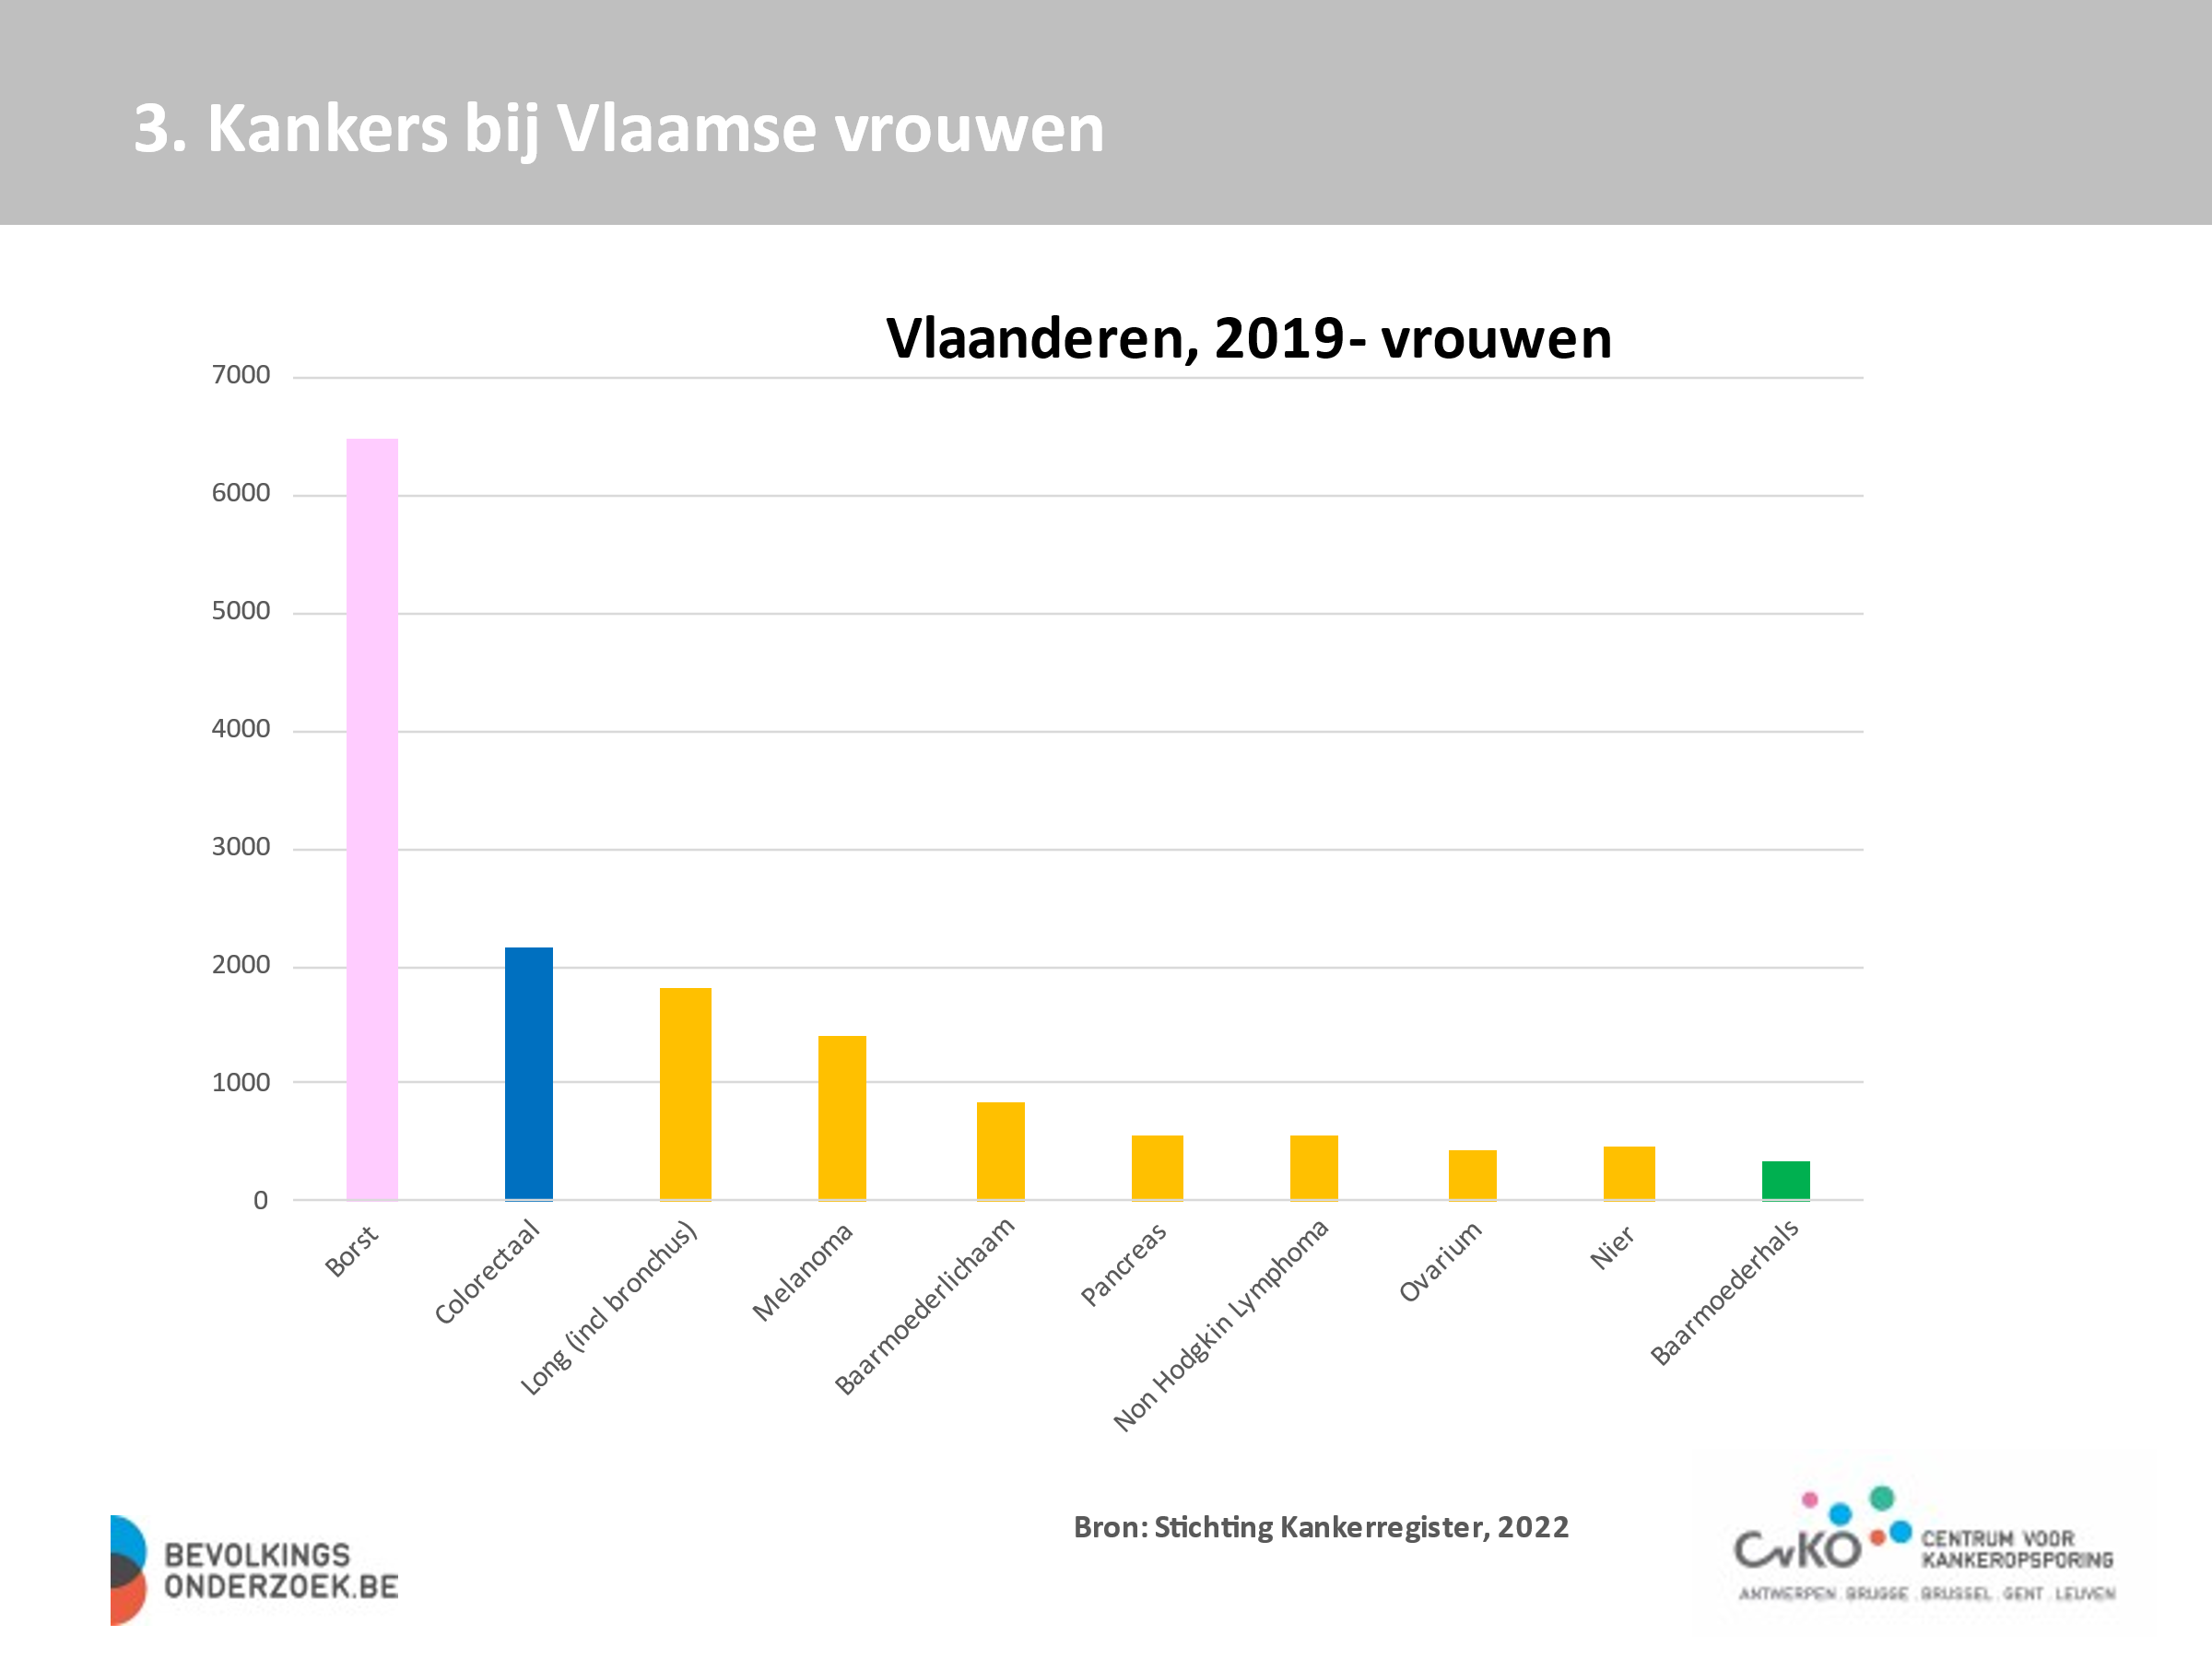 3. Kankers bij Vlaamse vrouwen
Vlaanderen, 2019- vrouwen
7000
6000
5000
4000
3000
2000
1000
0
Borst
Colorectaal
Long (incl bronchus)
Melanoma
Baarmoederlichaam
Pancreas
Non Hodgkin Lymphoma
Ovarium
Nier
Baarmoederhals
Bron: Stichting Kankerregister, 2022
BEVOLKINGS
ONDERZOEK.BE
CvKO
CENTRUM VOOR
KANKEROPSPORING
ANTWERPEN . BRUGGE . BRUSSEL . GENT . LEUVEN